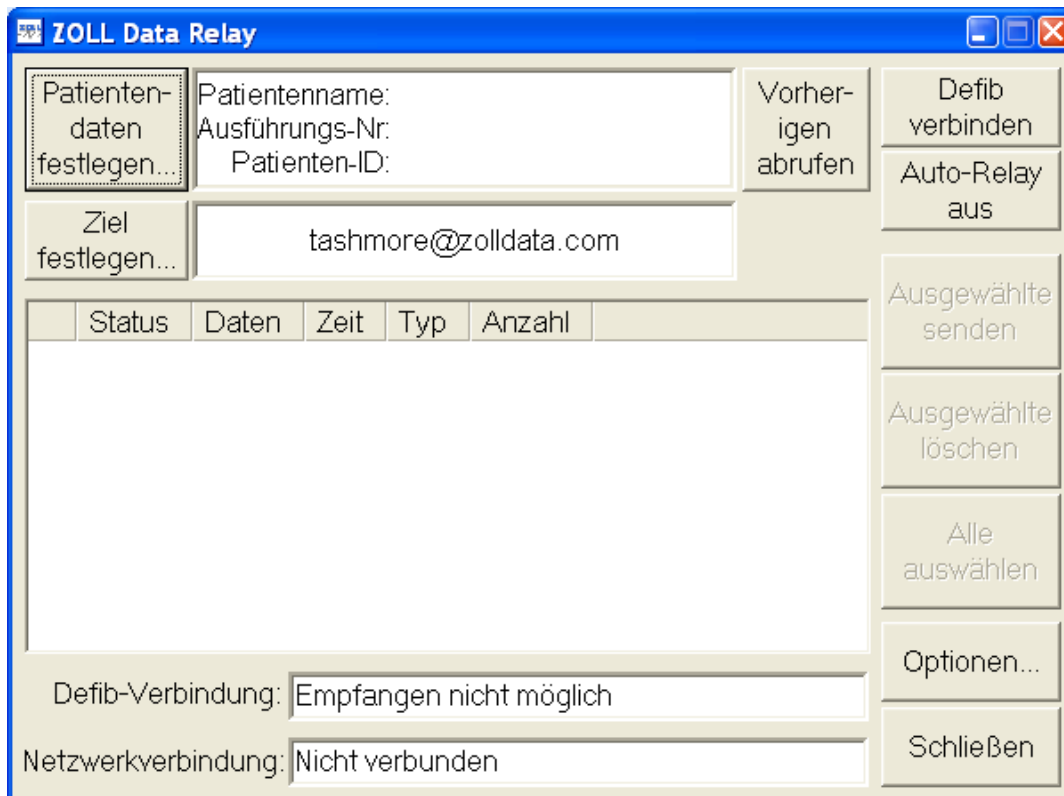 ZOLL Data Relay
Patienten-
daten
festlegen...
Patientenname:
Ausführungs-Nr:
Patienten-ID:
Vorher-
igen
abrufen
Defib
verbinden
Auto-Relay
aus
Ziel
festlegen...
tashmore@zolldata.com
Status Daten Zeit Typ Anzahl
Ausgewählte
senden
Ausgewählte
löschen
Alle
auswählen
Optionen...
Schließen
Defib-Verbindung: Empfangen nicht möglich
Netzwerkverbindung: Nicht verbunden